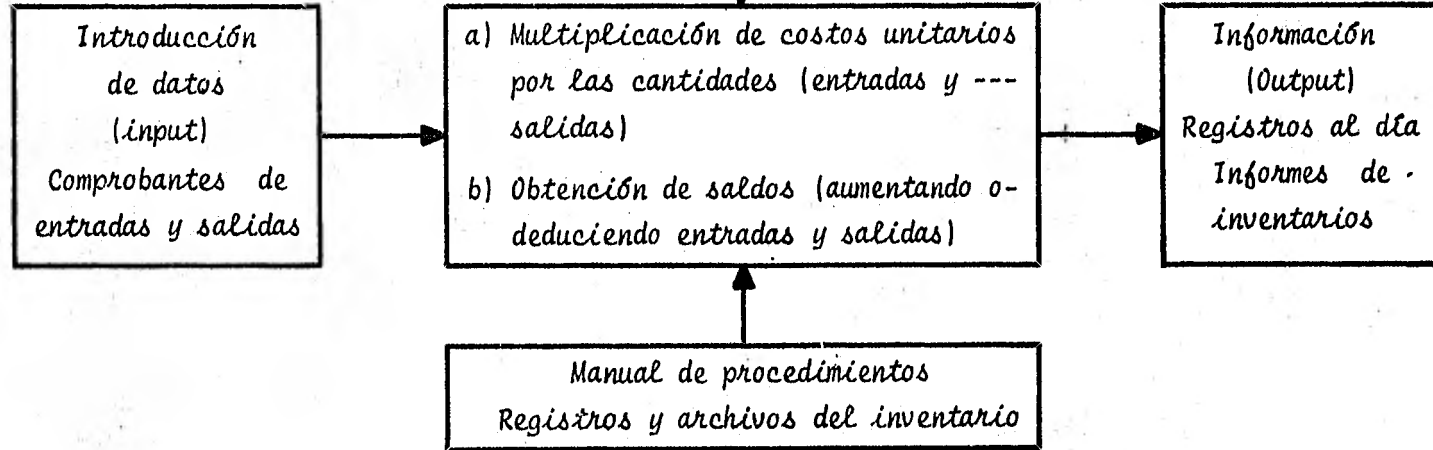 Introducción
de datos
(input)
Comprobantes de
entradas y salidas
a) Multiplicación de costos unitarios
por las cantidades (entradas y ---
salidas)
b) Obtención de saldos (aumentando o-
deduciendo entradas y salidas)
Información
(Output)
Registros al día
Informes de -
inventarios
Manual de procedimientos
Registros y archivos del inventario